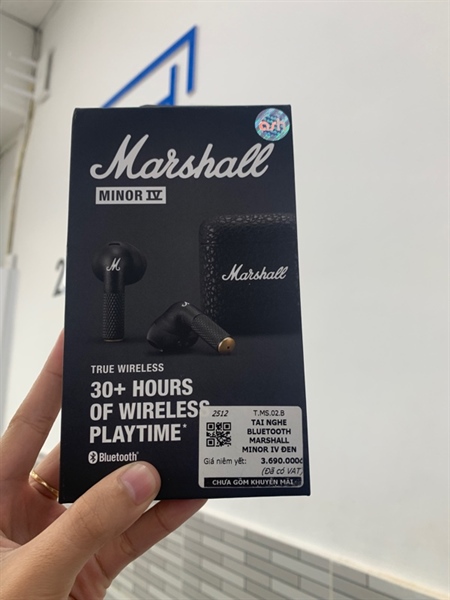 Marshall
MINOR IV
M
Marshall
TRUE WIRELESS
30+ HOURS
OF WIRELESS
PLAYTIME*
Bluetooth®
2512
T.MS.02.B
TAI NGHE
BLUETOOTH
MARSHALL
MINOR IV ĐEN
Giá niêm yết: 3.690.000đ
(Đã có VAT)
CHƯA GỒM KHUYẾN MÃI
2